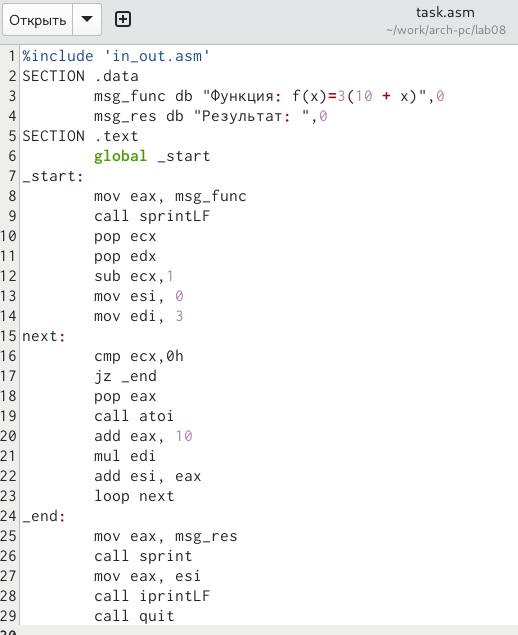 Открыть
task.asm
~/work/arch-pc/lab08
1 %include 'in_out.asm'
2 SECTION .data
3 msg_func db "Функция: f(x)=3(10 + x)",0
4 msg_res db "Результат: ",0
5 SECTION .text
6 global _start
7 _start:
8 mov eax, msg_func
9 call sprintLF
10 pop ecx
11 pop edx
12 sub ecx,1
13 mov esi, 0
14 mov edi, 3
15 next:
16 cmp ecx,0h
17 jz _end
18 pop eax
19 call atoi
20 add eax, 10
21 mul edi
22 add esi, eax
23 loop next
24 _end:
25 mov eax, msg_res
26 call sprint
27 mov eax, esi
28 call iprintLF
29 call quit
30